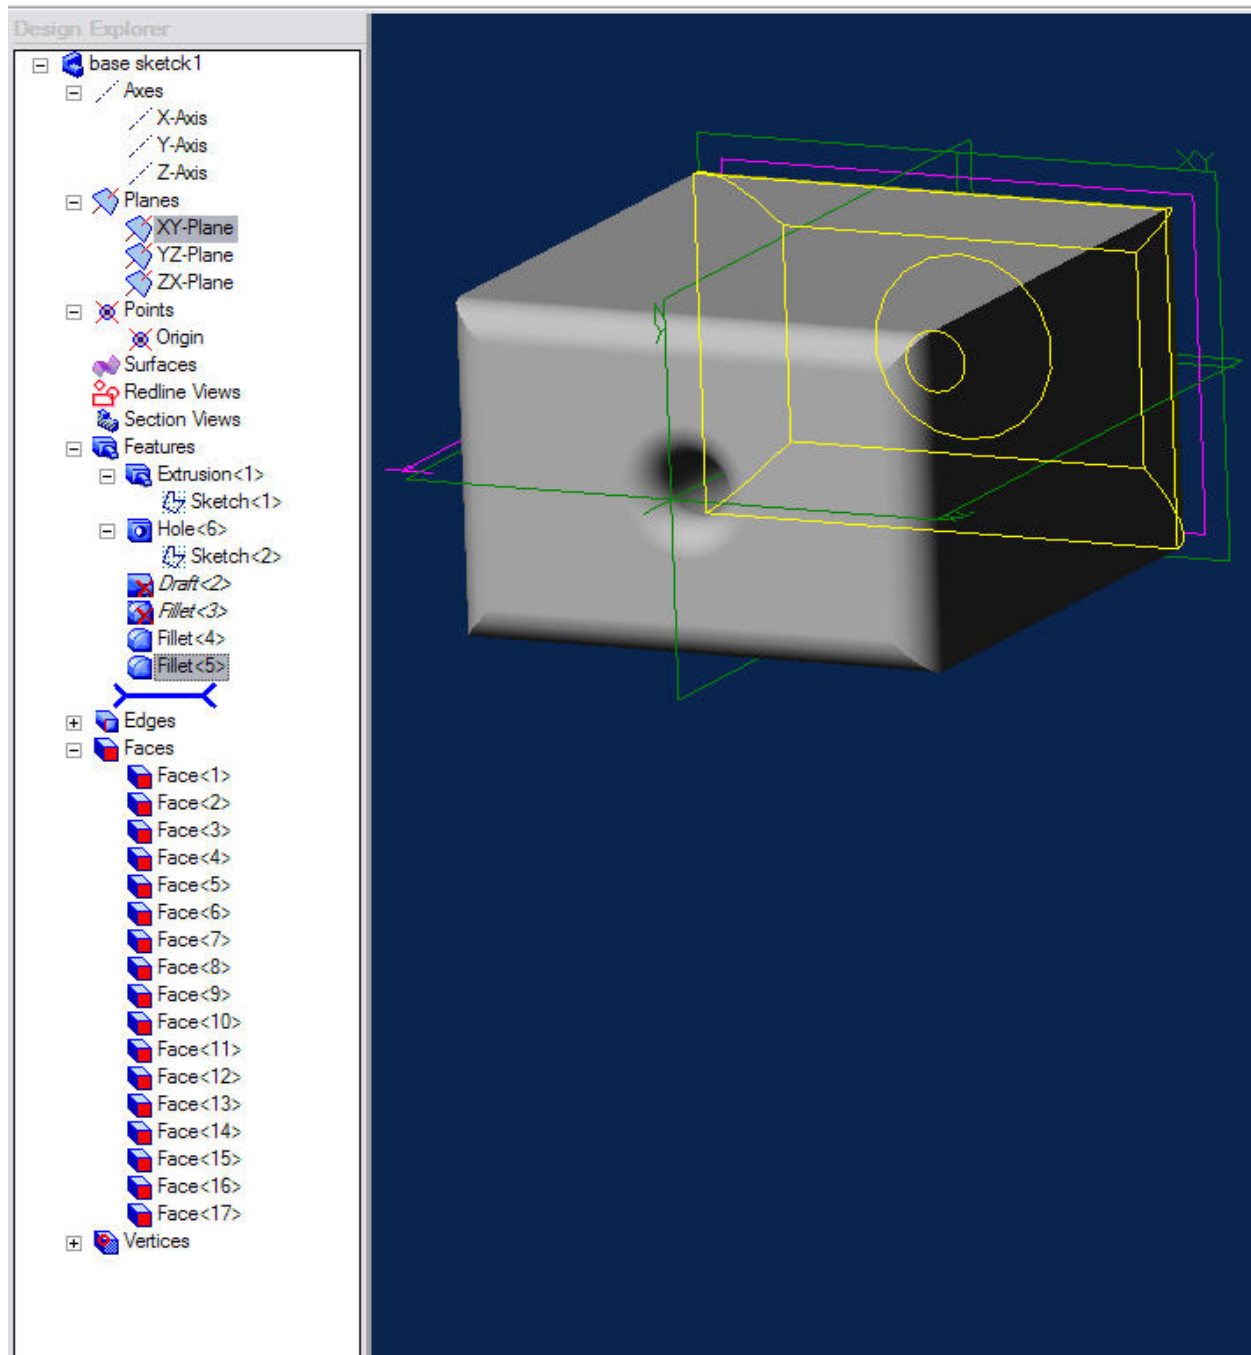 Design Explorer
base sketck1
Axes
X-Axis
Y-Axis
Z-Axis
Planes
XY-Plane
YZ-Plane
ZX-Plane
Points
Origin
Surfaces
Redline Views
Section Views
Features
Extrusion<1>
Sketch<1>
Hole<6>
Sketch<2>
Draft<2>
Fillet<3>
Fillet<4>
Fillet<5>
Edges
Faces
Face<1>
Face<2>
Face<3>
Face<4>
Face<5>
Face<6>
Face<7>
Face<8>
Face<9>
Face<10>
Face<11>
Face<12>
Face<13>
Face<14>
Face<15>
Face<16>
Face<17>
Vertices
XY